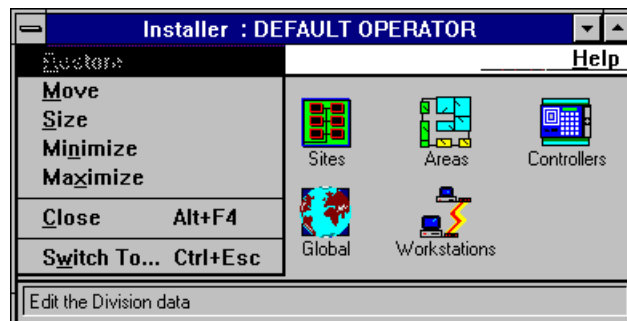 Installer : DEFAULT OPERATOR
Restore
Help
Move
Size
Minimize
Maximize
Close Alt+F4
Switch To... Ctrl+Esc
Sites
Areas
Controllers
Global
Workstations
Edit the Division data